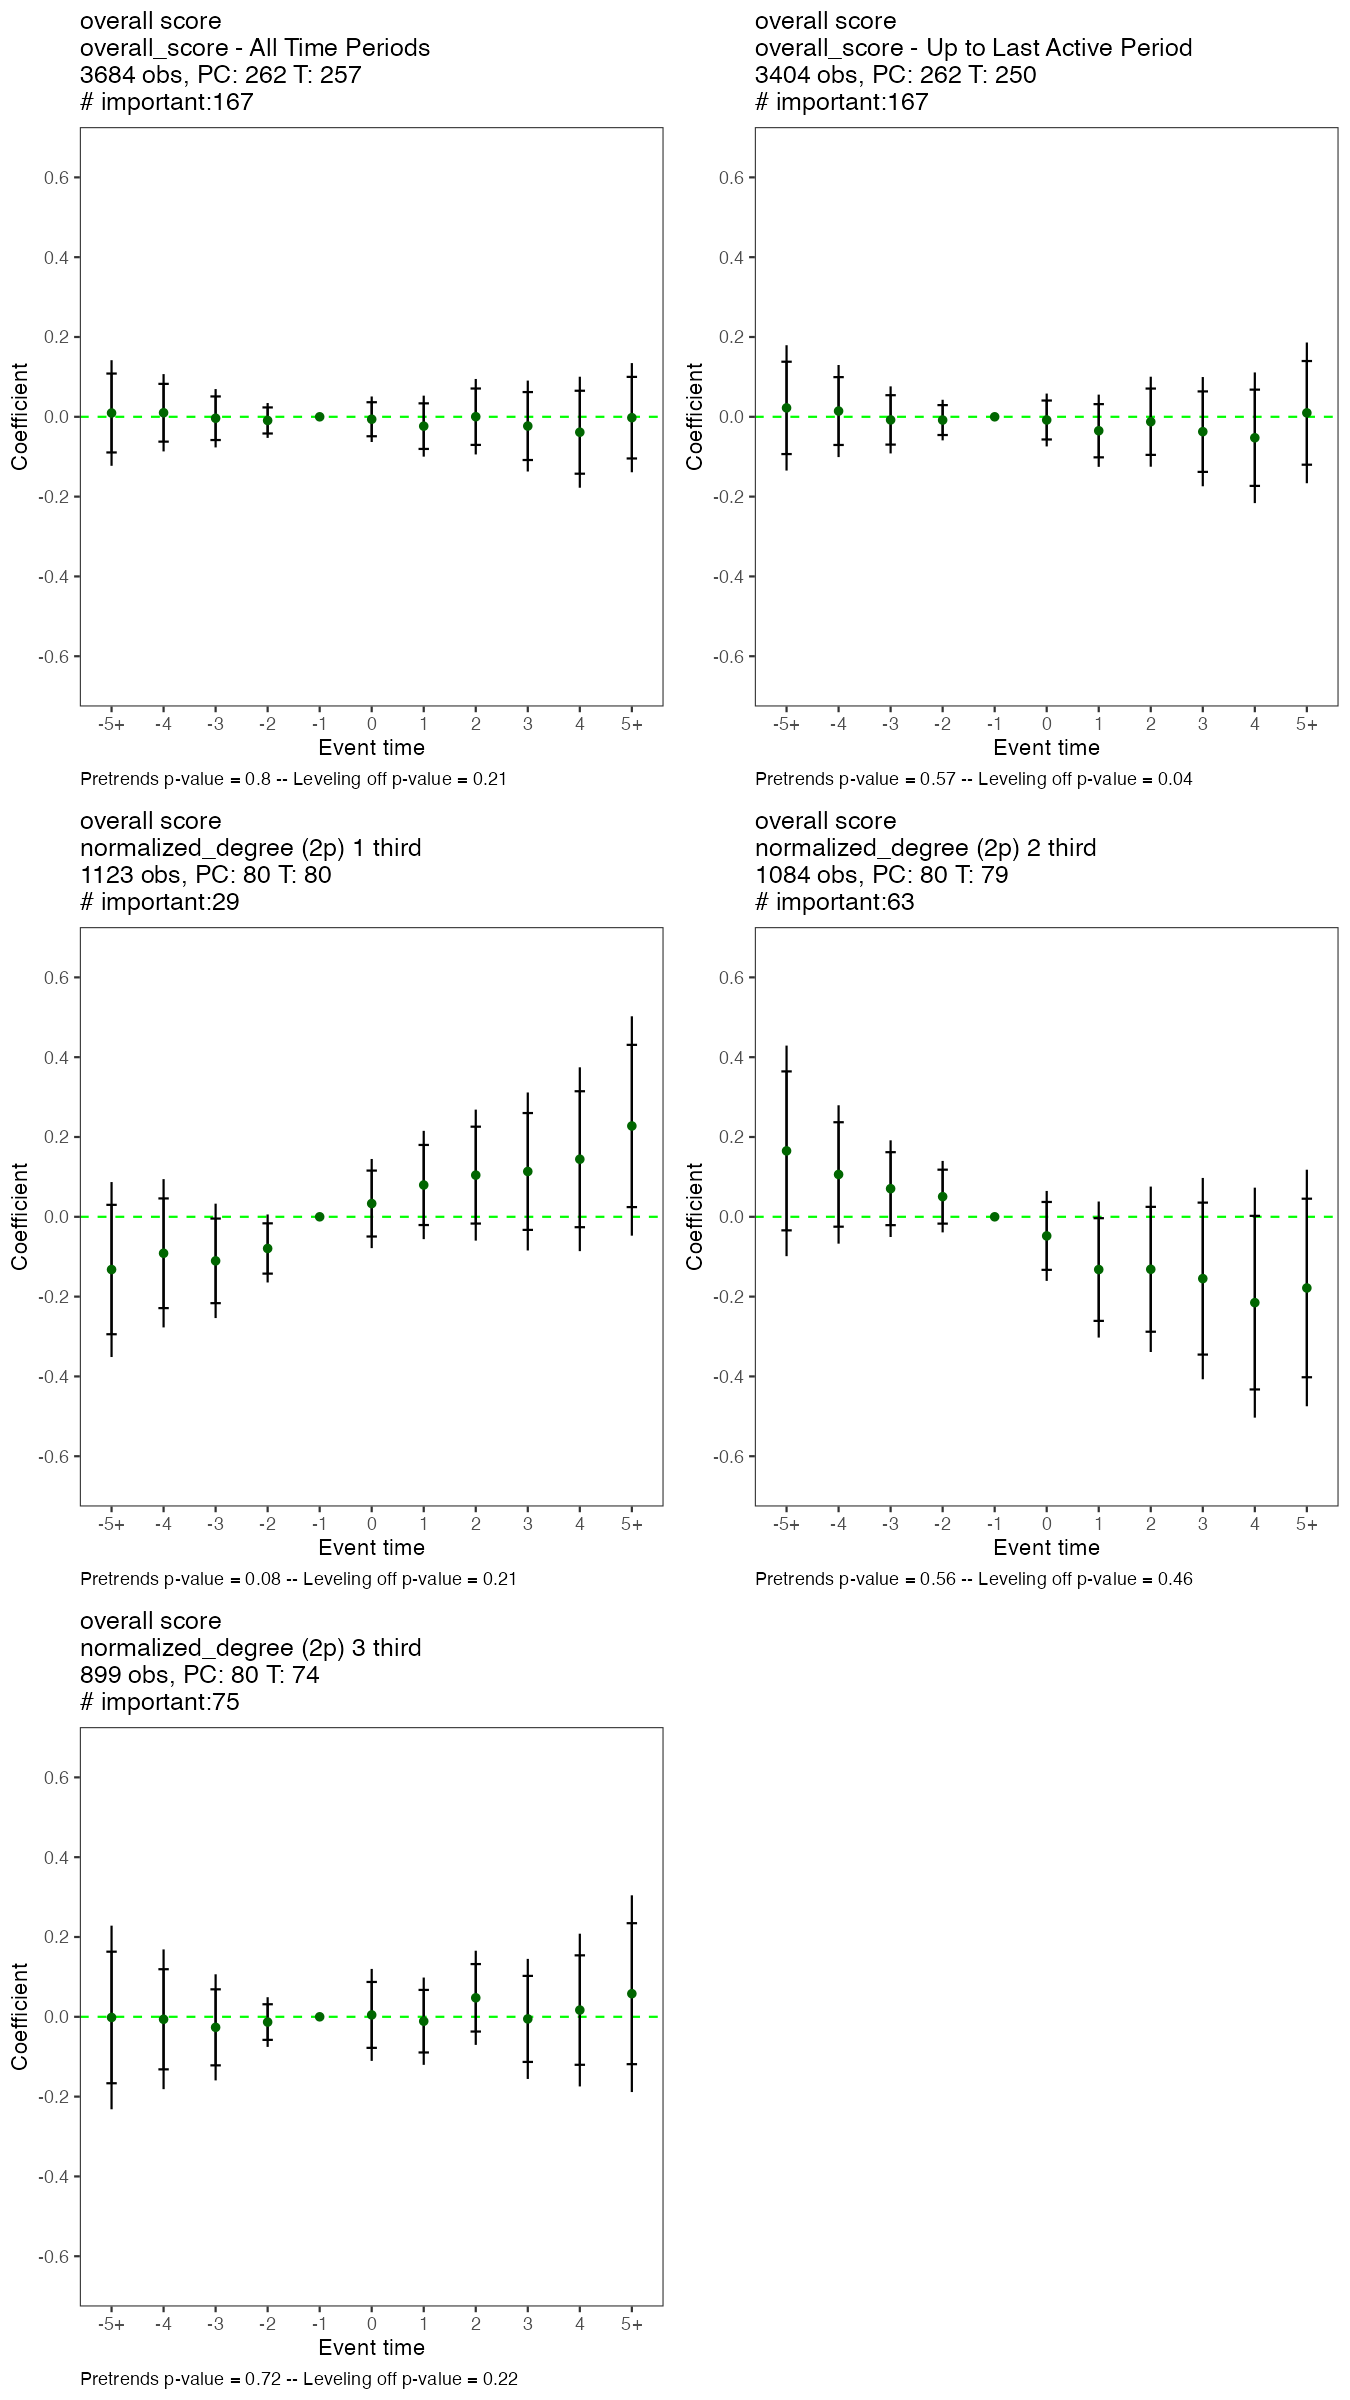 overall score
overall_score - All Time Periods
3684 obs, PC: 262 T: 257
# important:167
0.6
0.4
0.2
0.0
-0.2
-0.4
-0.6
Coefficient
-5+ -4 -3 -2 -1 0 1 2 3 4 5+
Event time
Pretrends p-value = 0.8 -- Leveling off p-value = 0.21
overall score
overall_score - Up to Last Active Period
3404 obs, PC: 262 T: 250
# important:167
0.6
0.4
0.2
0.0
-0.2
-0.4
-0.6
Coefficient
-5+ -4 -3 -2 -1 0 1 2 3 4 5+
Event time
Pretrends p-value = 0.57 -- Leveling off p-value = 0.04
overall score
normalized_degree (2p) 1 third
1123 obs, PC: 80 T: 80
# important:29
0.6
0.4
0.2
0.0
-0.2
-0.4
-0.6
Coefficient
-5+ -4 -3 -2 -1 0 1 2 3 4 5+
Event time
Pretrends p-value = 0.08 -- Leveling off p-value = 0.21
overall score
normalized_degree (2p) 2 third
1084 obs, PC: 80 T: 79
# important:63
0.6
0.4
0.2
0.0
-0.2
-0.4
-0.6
Coefficient
-5+ -4 -3 -2 -1 0 1 2 3 4 5+
Event time
Pretrends p-value = 0.56 -- Leveling off p-value = 0.46
overall score
normalized_degree (2p) 3 third
899 obs, PC: 80 T: 74
# important:75
0.6
0.4
0.2
0.0
-0.2
-0.4
-0.6
Coefficient
-5+ -4 -3 -2 -1 0 1 2 3 4 5+
Event time
Pretrends p-value = 0.72 -- Leveling off p-value = 0.22